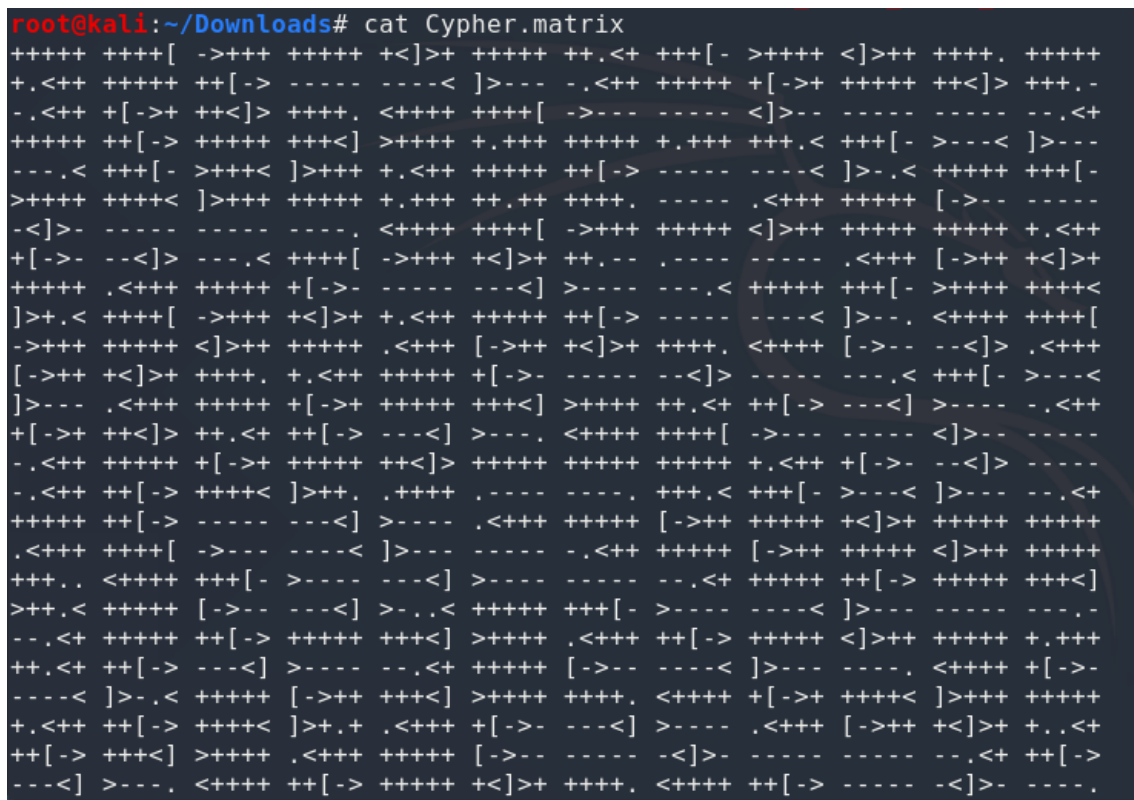 root@kali:~/Downloads# cat Cypher.matrix
+++++ ++++[ ->+++ +++++ +<]>+ +++++ ++.<+ +++[- >++++ <]>++ ++++. +++++
+.<++ +++++ ++[-> ----- ----< ]>--- -.<++ +++++ +[->+ +++++ ++<]> +++.-
-.<++ +[->+ ++<]> ++++. <++++ ++++[ ->--- ----- <]>-- ----- ----- --.<+
+++++ ++[-> +++++ +++<] >++++ +.+++ +++++ +.+++ +++.< +++[- >---< ]>---
---.< +++[- >+++< ]>+++ +.<++ +++++ ++[-> ----- ----< ]>-.< +++++ +++[-
>++++ ++++< ]>+++ +++++ +.+++ ++.++ ++++. ----- .<+++ +++++ [->-- -----
-<]>- ----- ----- ----. <++++ ++++[ ->+++ +++++ <]>++ +++++ +++++ +.<++
+[->- --<]> ---.< ++++[ ->+++ +<]>+ ++.-- .---- ----- .<+++ [->++ +<]>+
+++++ .<+++ +++++ +[->- ----- ---<] >---- ---.< +++++ +++[- >++++ ++++<
]>+.< ++++[ ->+++ +<]>+ +.<++ +++++ ++[-> ----- ----< ]>--. <++++ ++++[
->+++ +++++ <]>++ +++++ .<+++ [->++ +<]>+ ++++. <++++ [->-- --<]> .<+++
[->++ +<]>+ ++++. +.<++ +++++ +[->- ----- --<]> ----- ---.< +++[- >---<
]>--- .<+++ +++++ +[->+ +++++ +++<] >++++ ++.<+ ++[-> ---<] >---- -.<++
+[->+ ++<]> ++.<+ ++[-> ---<] >---. <++++ ++++[ ->--- ----- <]>-- -----
-.<++ +++++ +[->+ +++++ ++<]> +++++ +++++ +++++ +.<++ +[->- --<]> -----
-.<++ ++[-> ++++< ]>++. .++++ .---- ----. +++.< +++[- >---< ]>--- --.<+
+++++ ++[-> ----- ---<] >---- .<+++ +++++ [->++ +++++ +<]>+ +++++ +++++
.<+++ ++++[ ->--- ----< ]>--- ----- -.<++ +++++ [->++ +++++ <]>++ +++++
+++.. <++++ +++[- >---- ---<] >---- ----- --.<+ +++++ ++[-> +++++ +++<]
>++.< +++++ [->-- ---<] >-..< +++++ +++[- >---- ----< ]>--- ----- ---.-
--.<+ +++++ ++[-> +++++ +++<] >++++ .<+++ ++[-> +++++ <]>++ +++++ +.+++
++.<+ ++[-> ---<] >---- --.<+ +++++ [->-- ----< ]>--- ----. <++++ +[->-
----< ]>-.< +++++ [->++ +++<] >++++ ++++. <++++ +[->+ ++++< ]>+++ +++++
+.<++ ++[-> ++++< ]>+.+ .<+++ +[->- ---<] >---- .<+++ [->++ +<]>+ +..<+
++[-> +++<] >++++ .<+++ +++++ [->-- ----- -<]>- ----- ----- --.<+ ++[->
---<] >---. <++++ ++[-> +++++ +<]>+ ++++. <++++ ++[-> ----- -<]>- ----.